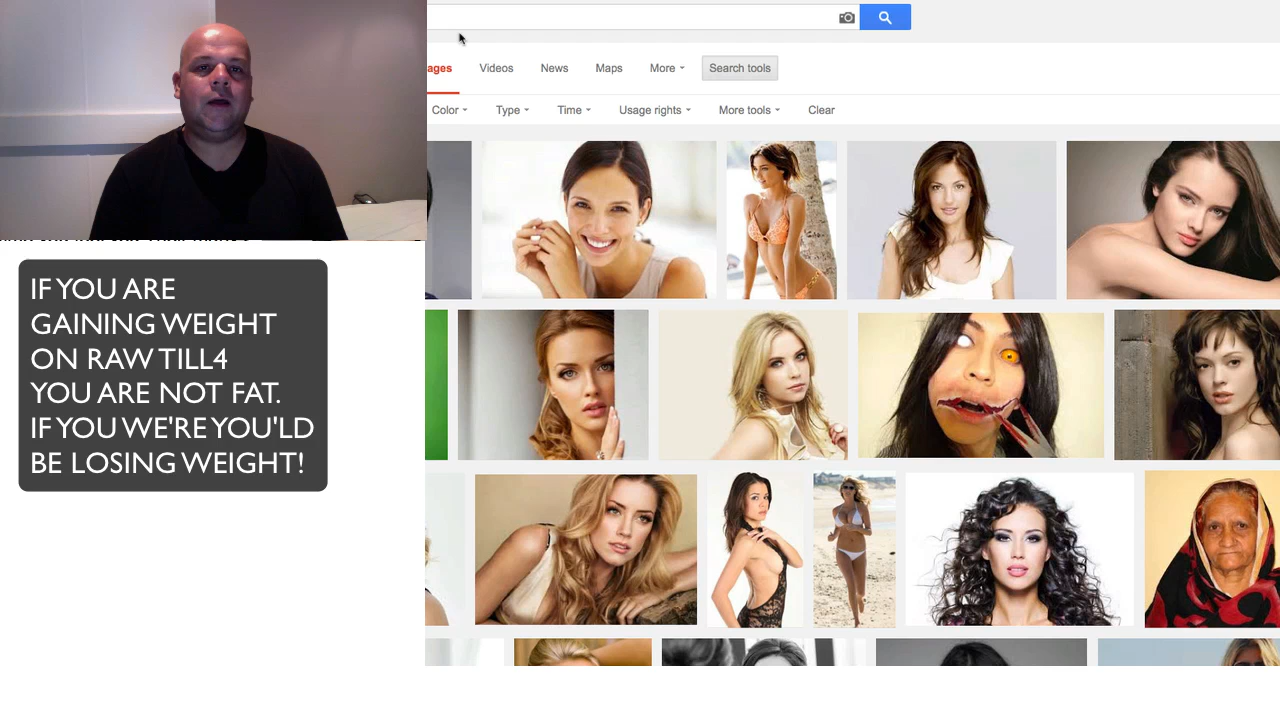 ages Videos News Maps More Search tools
Color Type Time Usage rights More tools Clear
IF YOU ARE
GAINING WEIGHT
ON RAW TILL4
YOU ARE NOT FAT.
IF YOU WE'RE YOU'LD
BE LOSING WEIGHT!